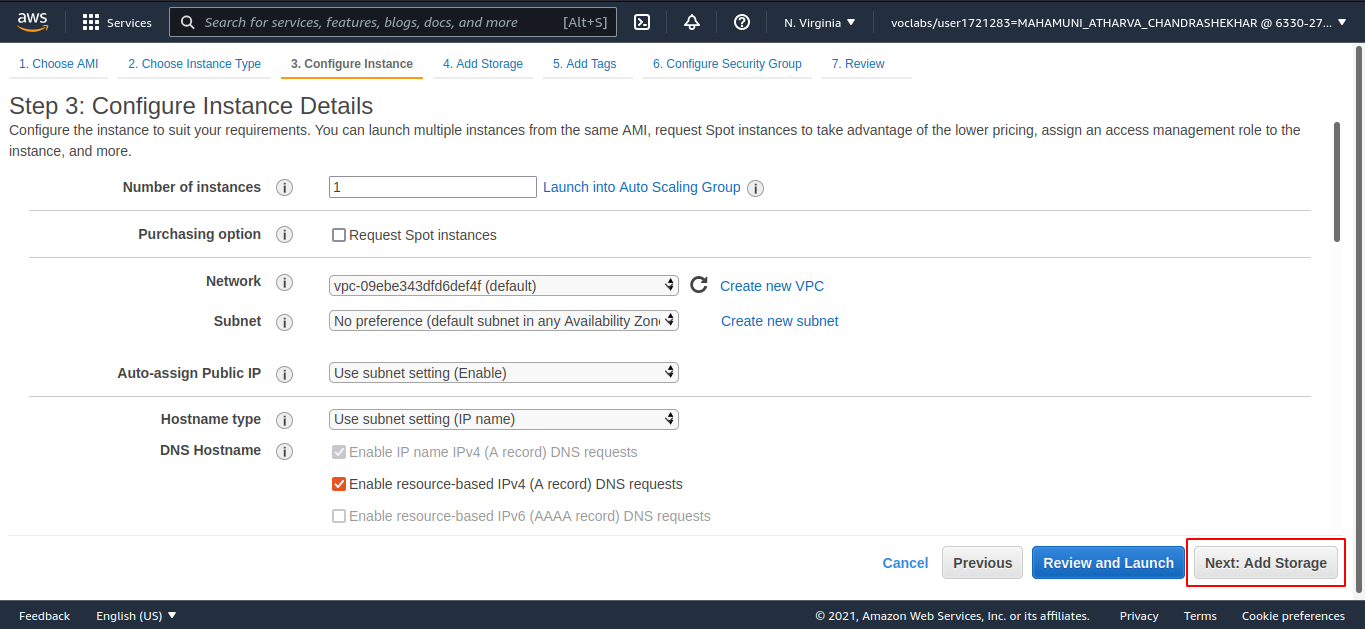 aws Services Search for services, features, blogs, docs, and more [Alt+S] N. Virginia voclabs/user1721283=MAHAMUNI_ATHARVA_CHANDRASHEKHAR @ 6330-27...
1. Choose AMI 2. Choose Instance Type 3. Configure Instance 4. Add Storage 5. Add Tags 6. Configure Security Group 7. Review
Step 3: Configure Instance Details
Configure the instance to suit your requirements. You can launch multiple instances from the same AMI, request Spot instances to take advantage of the lower pricing, assign an access management role to the
instance, and more.
Number of instances i 1 Launch into Auto Scaling Group i
Purchasing option i Request Spot instances
Network i vpc-09ebe343dfd6def4f (default) Create new VPC
Subnet i No preference (default subnet in any Availability Zon Create new subnet
Auto-assign Public IP i Use subnet setting (Enable)
Hostname type i Use subnet setting (IP name)
DNS Hostname i Enable IP name IPv4 (A record) DNS requests
Enable resource-based IPv4 (A record) DNS requests
Enable resource-based IPv6 (AAAA record) DNS requests
Cancel Previous Review and Launch Next: Add Storage
Feedback English (US) © 2021, Amazon Web Services, Inc. or its affiliates. Privacy Terms Cookie preferences